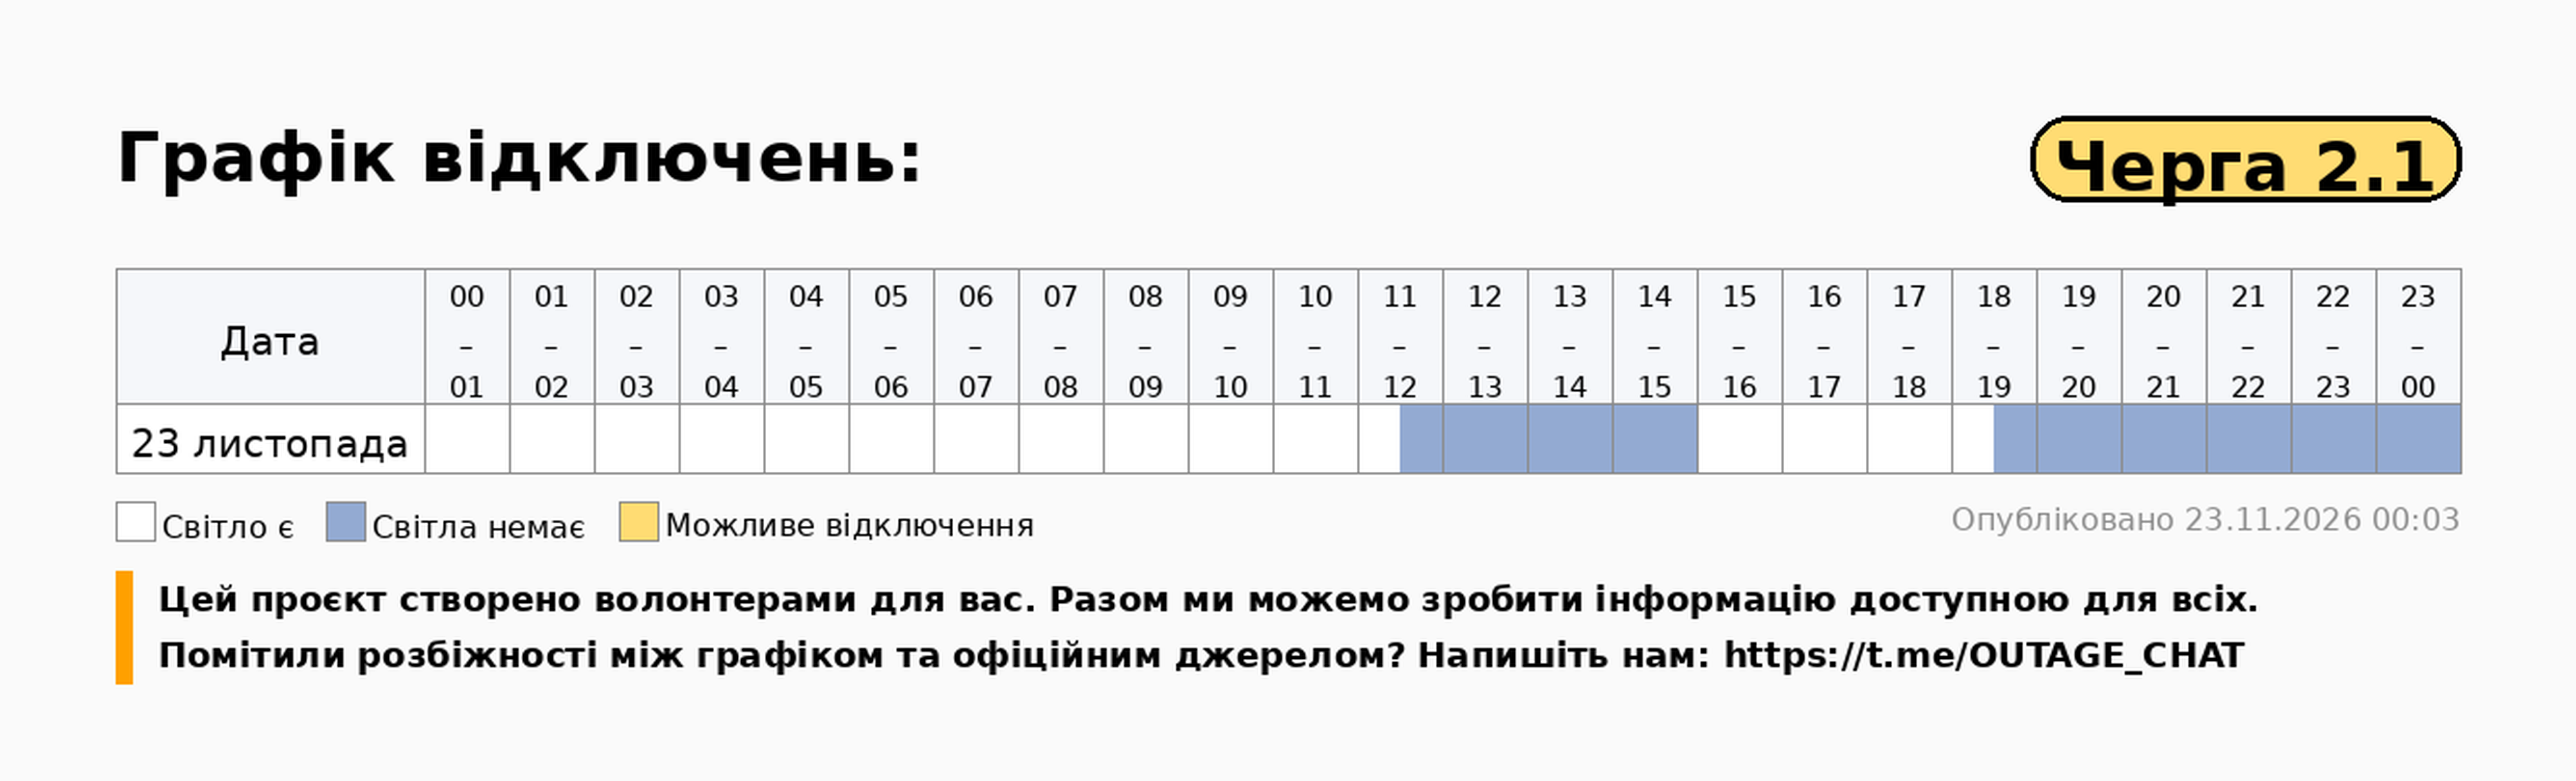 Графік відключень:
Черга 2.1
Дата
00 – 01
01 – 02
02 – 03
03 – 04
04 – 05
05 – 06
06 – 07
07 – 08
08 – 09
09 – 10
10 – 11
11 – 12
12 – 13
13 – 14
14 – 15
15 – 16
16 – 17
17 – 18
18 – 19
19 – 20
20 – 21
21 – 22
22 – 23
23 – 00
23 листопада
Світло є
Світла немає
Можливе відключення
Опубліковано 23.11.2026 00:03
Цей проєкт створено волонтерами для вас. Разом ми можемо зробити інформацію доступною для всіх.
Помітили розбіжності між графіком та офіційним джерелом? Напишіть нам: https://t.me/OUTAGE_CHAT